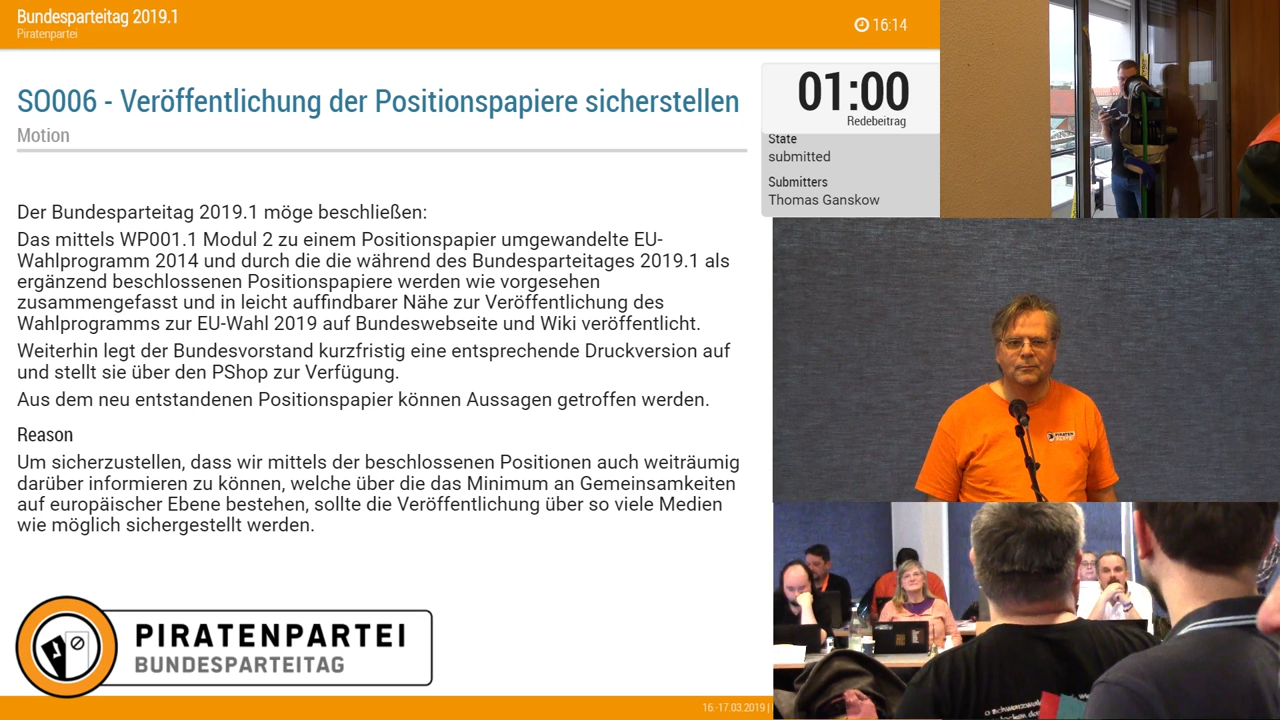 Bundesparteitag 2019.1
Piratenpartei
16:14
SO006 - Veröffentlichung der Positionspapiere sicherstellen
Motion
01:00
Redebeitrag
State
submitted
Submitters
Thomas Ganskow
Der Bundesparteitag 2019.1 möge beschließen:
Das mittels WP001.1 Modul 2 zu einem Positionspapier umgewandelte EU-
Wahlprogramm 2014 und durch die die während des Bundesparteitages 2019.1 als
ergänzend beschlossenen Positionspapiere werden wie vorgesehen
zusammengefasst und in leicht auffindbarer Nähe zur Veröffentlichung des
Wahlprogramms zur EU-Wahl 2019 auf Bundeswebseite und Wiki veröffentlicht.
Weiterhin legt der Bundesvorstand kurzfristig eine entsprechende Druckversion auf
und stellt sie über den PShop zur Verfügung.
Aus dem neu entstandenen Positionspapier können Aussagen getroffen werden.
Reason
Um sicherzustellen, dass wir mittels der beschlossenen Positionen auch weiträumig
darüber informieren zu können, welche über die das Minimum an Gemeinsamkeiten
auf europäischer Ebene bestehen, sollte die Veröffentlichung über so viele Medien
wie möglich sichergestellt werden.
PIRATENPARTEI
BUNDESPARTEITAG
16.-17.03.2019 |
PIRATEN